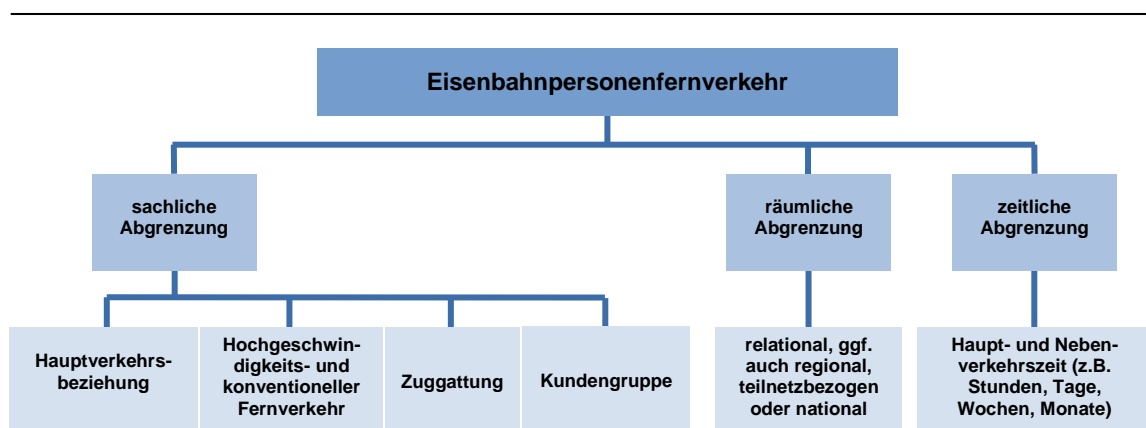 Eisenbahnpersonenfernverkehr
sachliche
Abgrenzung
räumliche
Abgrenzung
zeitliche
Abgrenzung
Hauptverkehrs-
beziehung
Hochgeschwin-
digkeits- und
konventioneller
Fernverkehr
Zuggattung
Kundengruppe
relational, ggf.
auch regional,
teilnetzbezogen
oder national
Haupt- und Neben-
verkehrszeit (z.B.
Stunden, Tage,
Wochen, Monate)